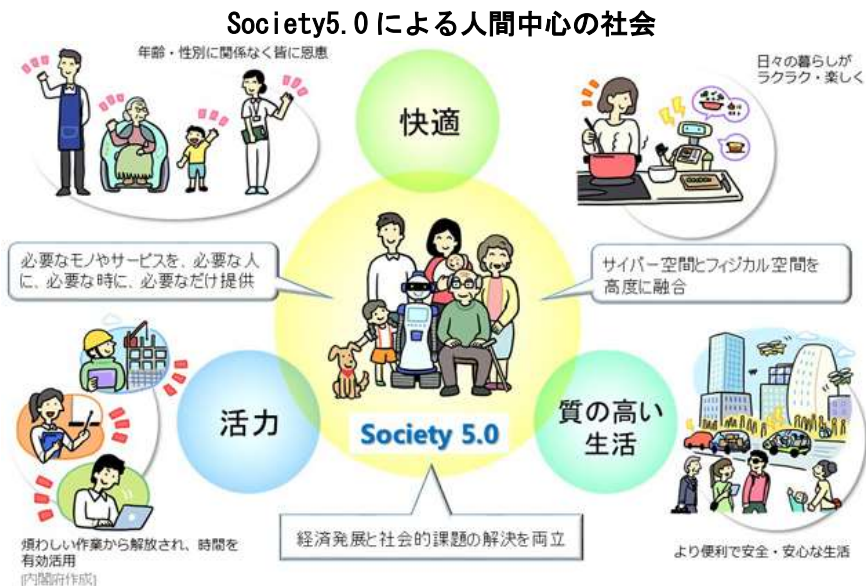 Society5.0による人間中心の社会
年齢・性別に関係なく皆に恩恵
日々の暮らしが
ラクラク・楽しく
快適
必要なモノやサービスを、必要な人
に、必要な時に、必要なだけ提供
サイバー空間とフィジカル空間を
高度に融合
活力
Society 5.0
質の高い
生活
経済発展と社会的課題の解決を両立
煩わしい作業から解放され、時間を
有効活用
[内閣府作成]
より便利で安全・安心な生活